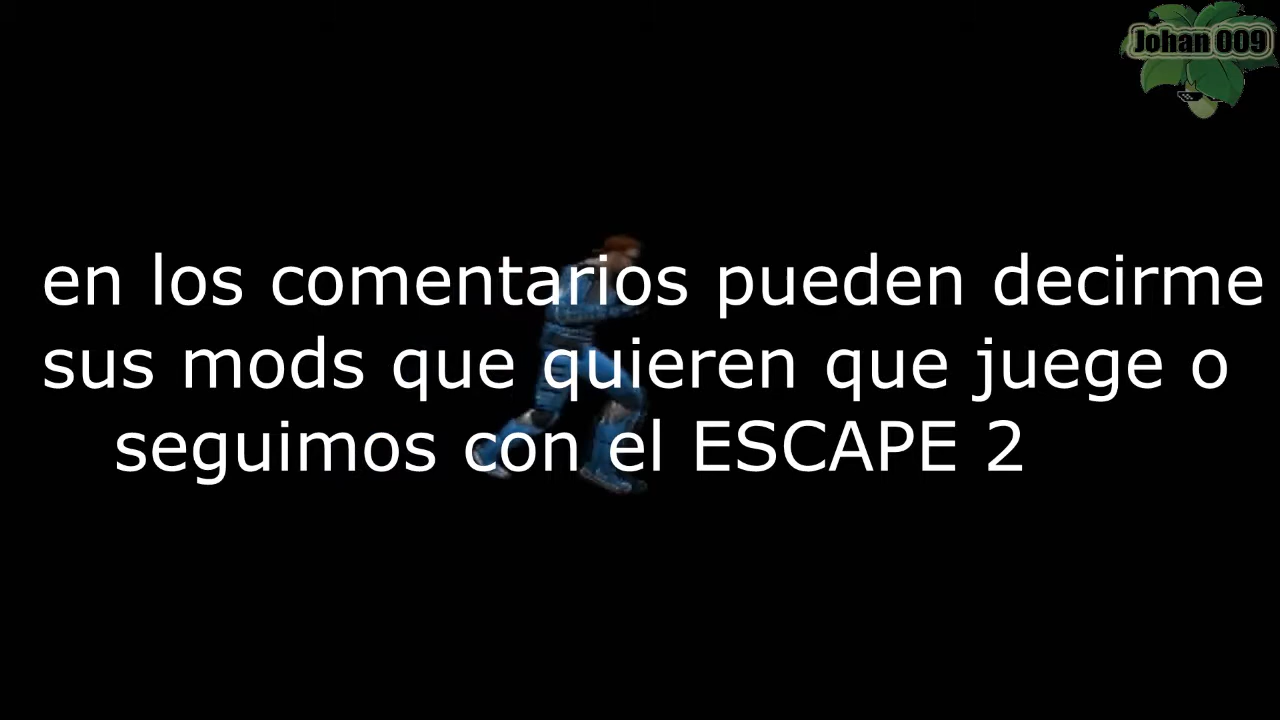 Johan 009
en los comentarios pueden decirme
sus mods que quieren que juege o
seguimos con el ESCAPE 2